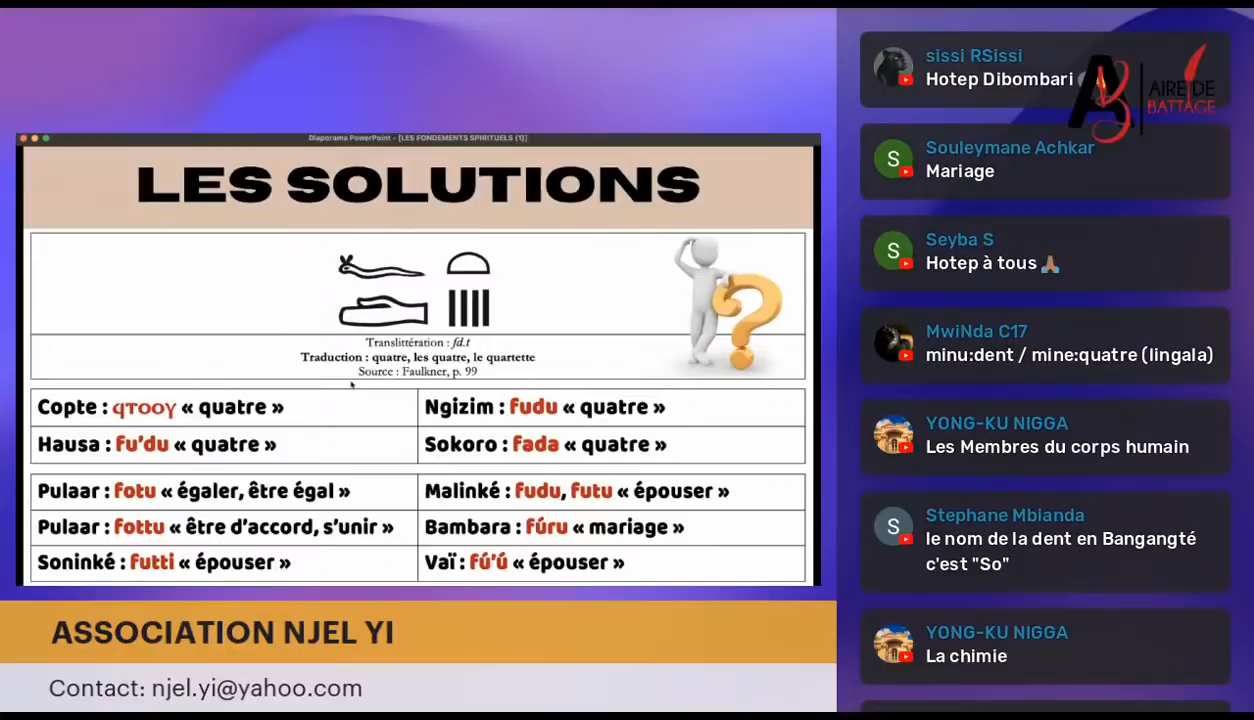 Diaporama PowerPoint - [LES FONDEMENTS SPIRITUELS (1)]
LES SOLUTIONS
Translittération : fd.t
Traduction : quatre, les quatre, le quartette
Source : Faulkner, p. 99
Copte : ϥⲧⲟⲟⲩ « quatre »
Ngizim : fudu « quatre »
Hausa : fu’du « quatre »
Sokoro : fada « quatre »
Pulaar : fotu « égaler, être égal »
Malinké : fudu, futu « épouser »
Pulaar : fottu « être d’accord, s’unir »
Bambara : fúru « mariage »
Soninké : futti « épouser »
Vaï : fú’ú « épouser »
ASSOCIATION NJEL YI
Contact: njel.yi@yahoo.com
sissi RSissi
Hotep Dibombari
AB
AIRE DE
BATTAGE
S
Souleymane Achkar
Mariage
S
Seyba S
Hotep à tous 🙏🏽
MwiNda C17
minu:dent / mine:quatre (lingala)
YONG-KU NIGGA
Les Membres du corps humain
S
Stephane Mbianda
le nom de la dent en Bangangté
c'est "So"
YONG-KU NIGGA
La chimie